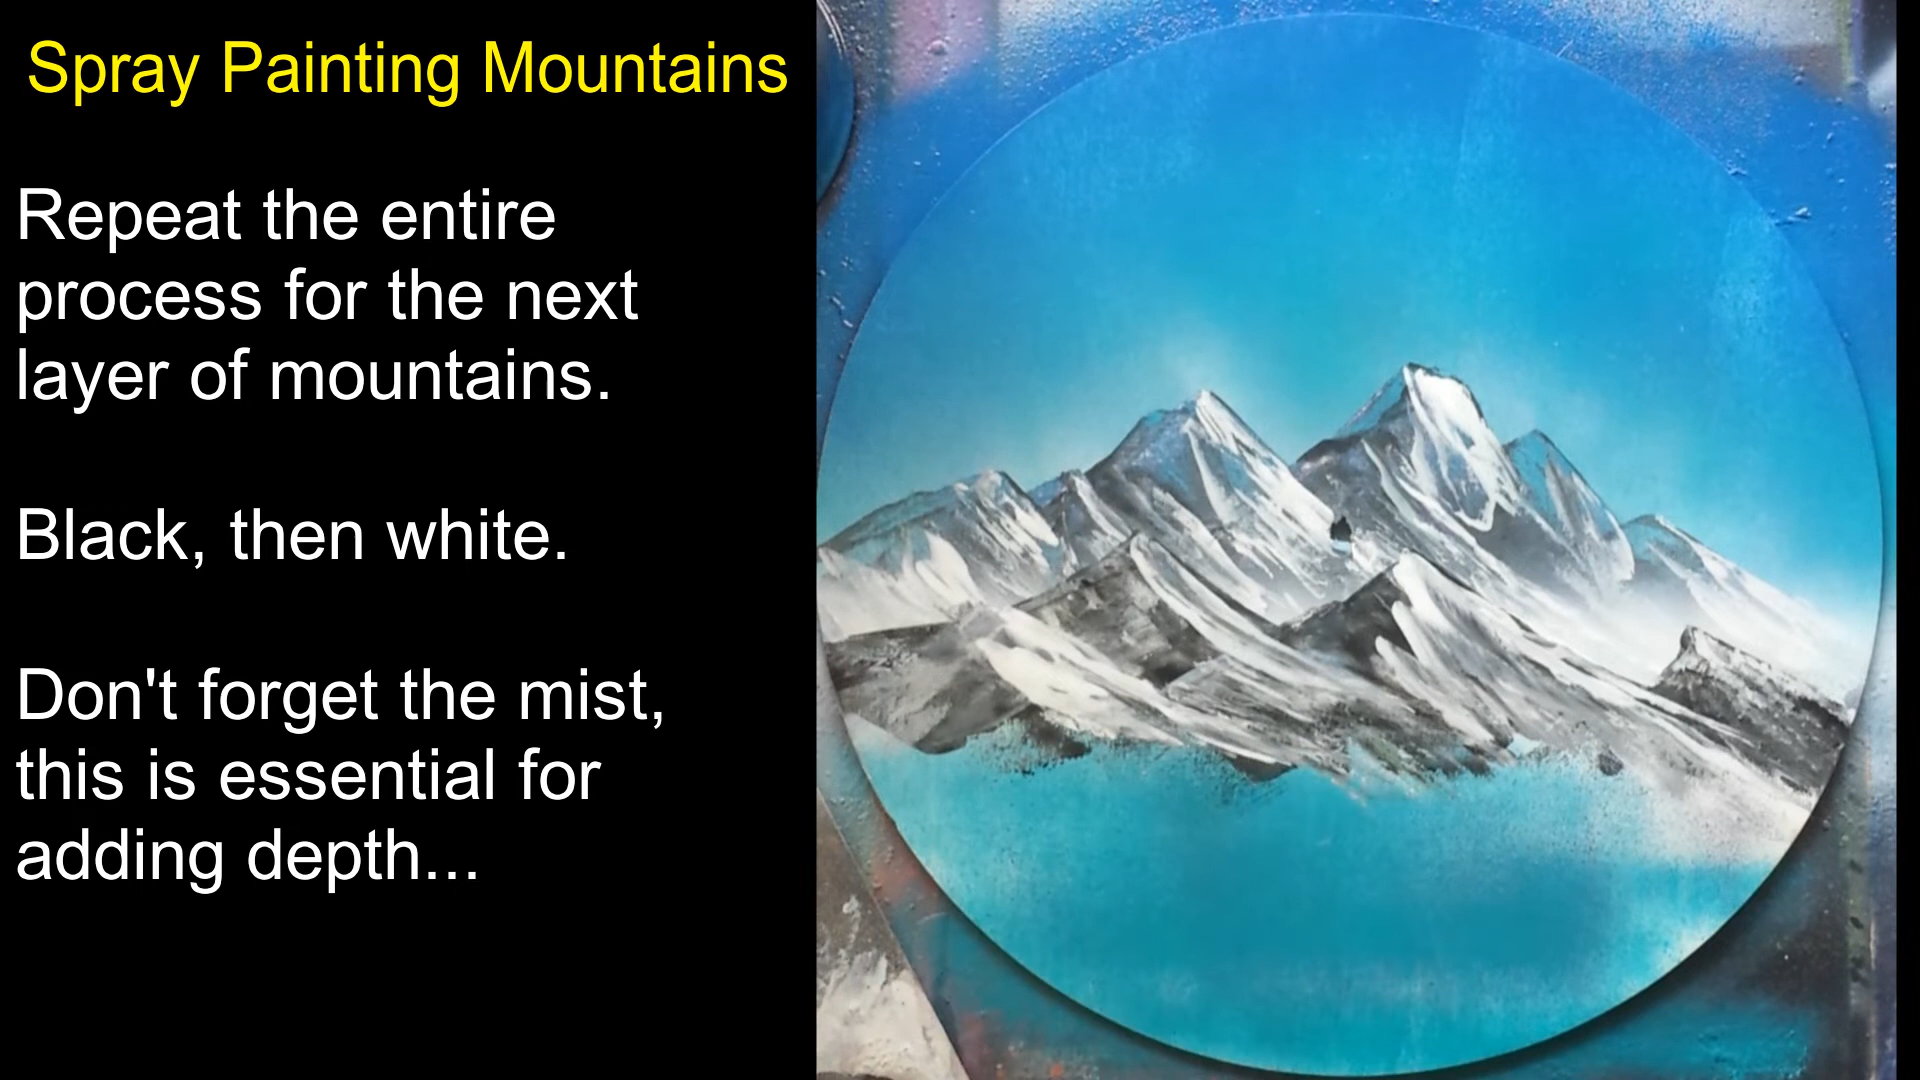 Spray Painting Mountains
Repeat the entire
process for the next
layer of mountains.
Black, then white.
Don't forget the mist,
this is essential for
adding depth...